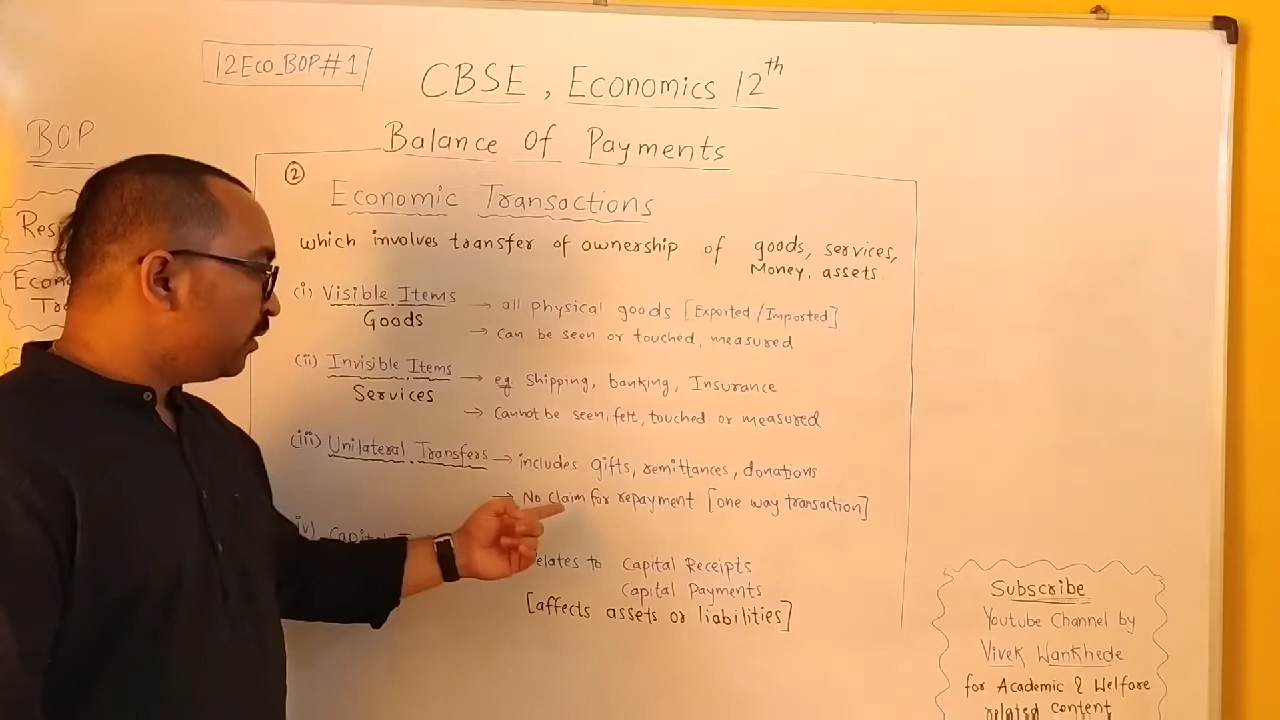 12Eco_BOP#1
CBSE, Economics 12th
BOP
Balance Of Payments
②
Economic Transactions
which involves transfer of ownership of goods, services,
Money, assets
(i) Visible Items → all physical goods [Exported/Imported]
Goods
→ can be seen or touched, measured
(ii) Invisible Items → eg. Shipping, banking, Insurance
Services
→ Cannot be seen, felt, touched or measured
(iii) Unilateral Transfers → includes gifts, remittances, donations
→ No claim for repayment [one way transaction]
iv) Capital
to Capital Receipts
Capital Payments
[affects assets or liabilities]
Subscribe
Youtube Channel by
Vivek Wankhede
for Academic & Welfare
related content